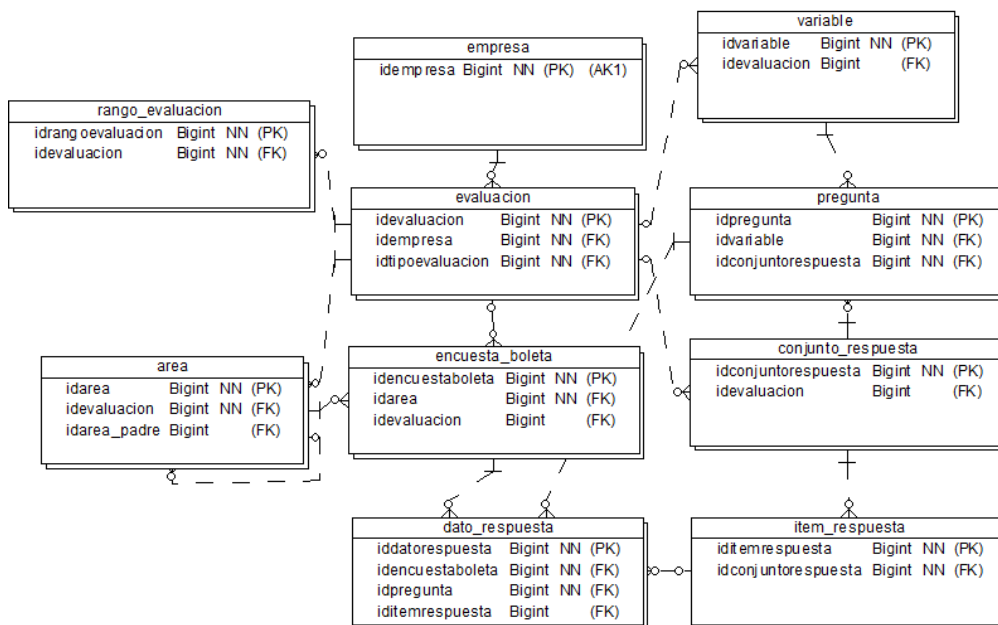 empresa
idempresa Bigint NN (PK) (AK1)
variable
idvariable Bigint NN (PK)
idevaluacion Bigint (FK)
rango_evaluacion
idrangoevaluacion Bigint NN (PK)
idevaluacion Bigint NN (FK)
evaluacion
idevaluacion Bigint NN (PK)
idempresa Bigint NN (FK)
idtipoevaluacion Bigint NN (FK)
pregunta
idpregunta Bigint NN (PK)
idvariable Bigint NN (FK)
idconjuntorespuesta Bigint NN (FK)
area
idarea Bigint NN (PK)
idevaluacion Bigint NN (FK)
idarea_padre Bigint (FK)
encuesta_boleta
idencuestaboleta Bigint NN (PK)
idarea Bigint NN (FK)
idevaluacion Bigint (FK)
conjunto_respuesta
idconjuntorespuesta Bigint NN (PK)
idevaluacion Bigint (FK)
dato_respuesta
iddatorespuesta Bigint NN (PK)
idencuestaboleta Bigint NN (FK)
idpregunta Bigint NN (FK)
iditemrespuesta Bigint (FK)
item_respuesta
iditemrespuesta Bigint NN (PK)
idconjuntorespuesta Bigint NN (FK)